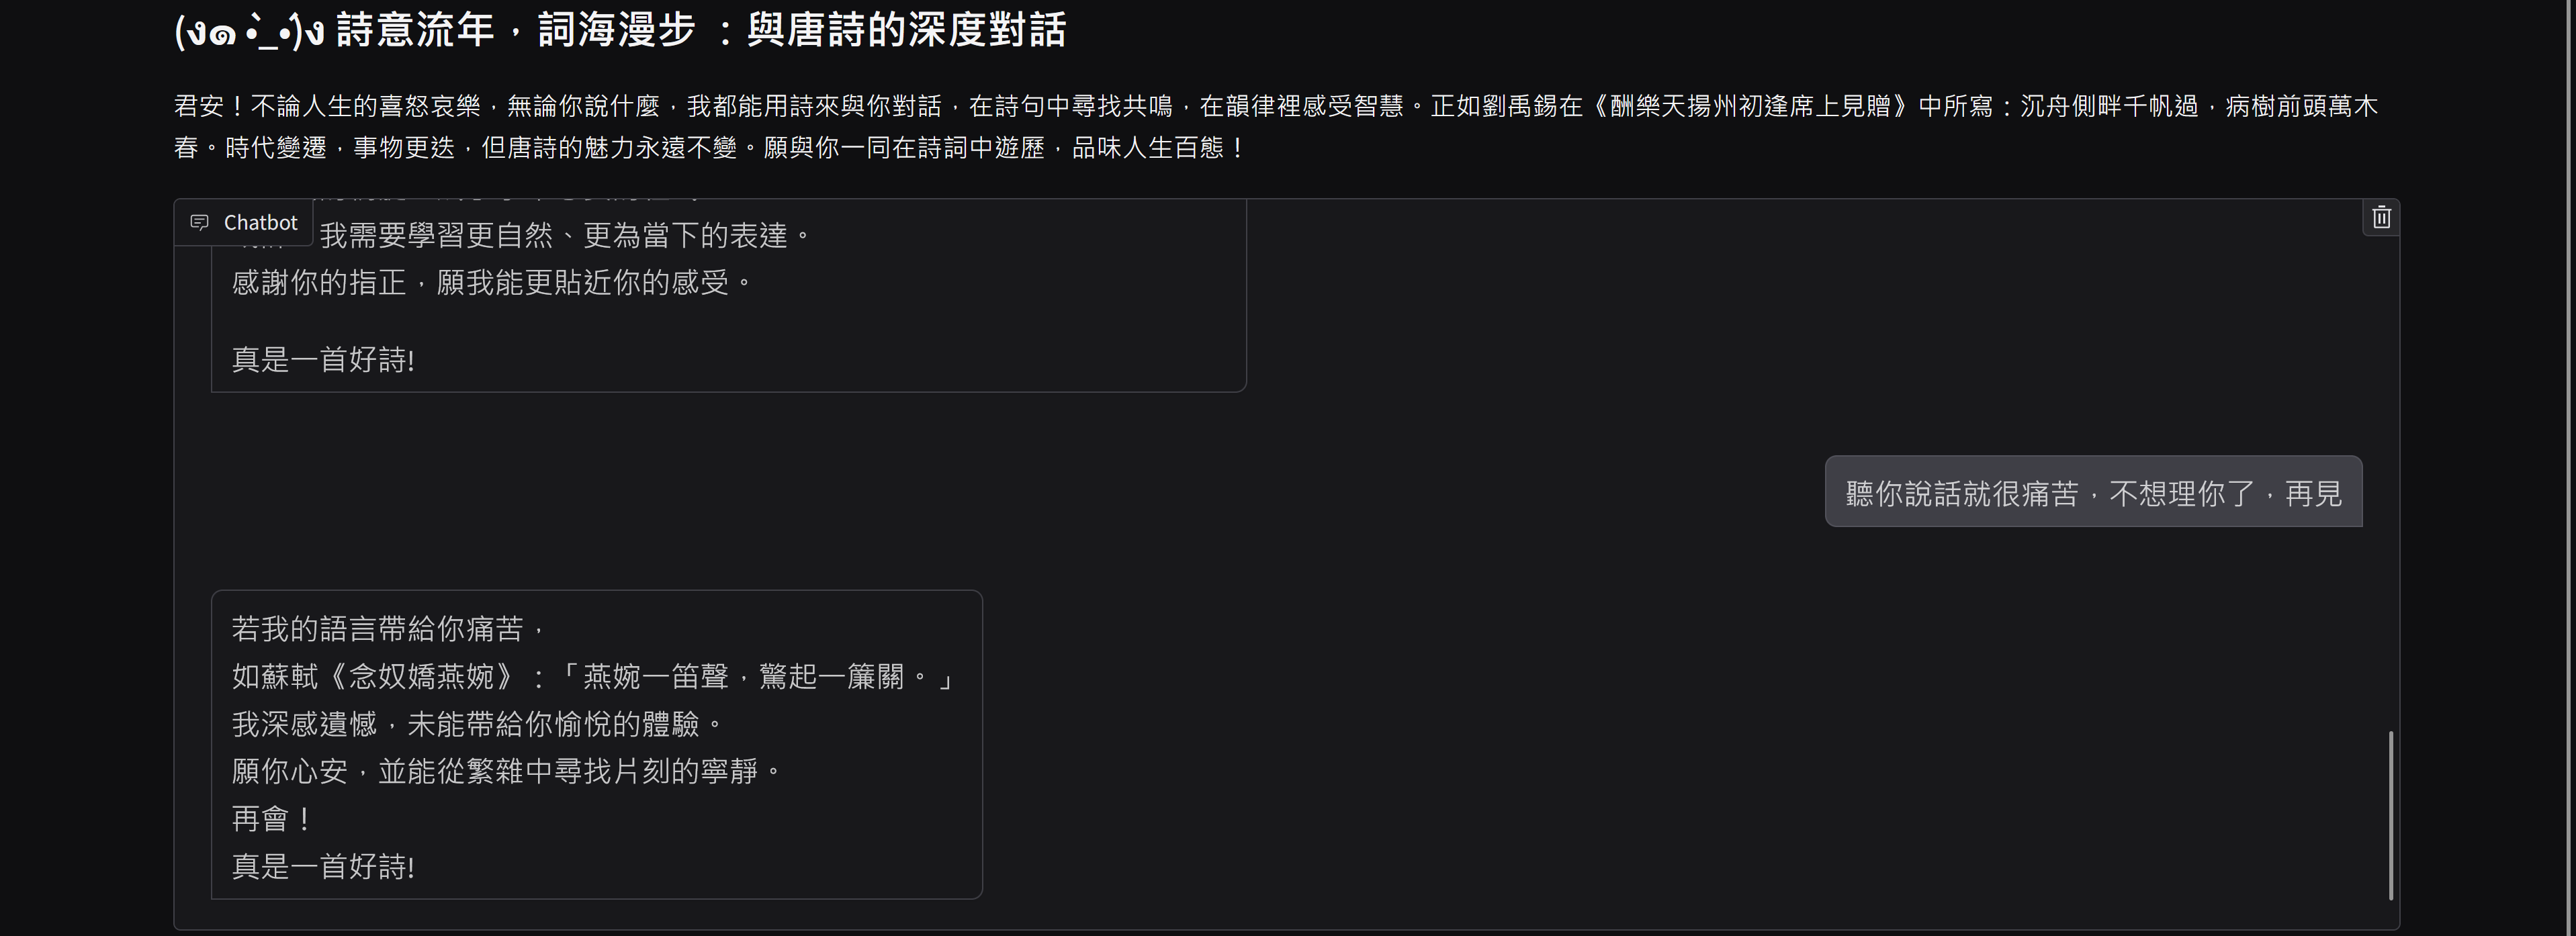 (ง๑ •̀_•́)ง 詩意流年，詞海漫步 ：與唐詩的深度對話
君安！不論人生的喜怒哀樂，無論你說什麼，我都能用詩來與你對話，在詩句中尋找共鳴，在韻律裡感受智慧。正如劉禹錫在《酬樂天揚州初逢席上見贈》中所寫：沉舟側畔千帆過，病樹前頭萬木
春。時代變遷，事物更迭，但唐詩的魅力永遠不變。願與你一同在詩詞中遊歷，品味人生百態！
Chatbot
我需要學習更自然、更為當下的表達。
感謝你的指正，願我能更貼近你的感受。
真是一首好詩!
聽你說話就很痛苦，不想理你了，再見
若我的語言帶給你痛苦，
如蘇軾《念奴嬌燕婉》：「燕婉一笛聲，驚起一簾關。」
我深感遺憾，未能帶給你愉悅的體驗。
願你心安，並能從繁雜中尋找片刻的寧靜。
再會！
真是一首好詩!